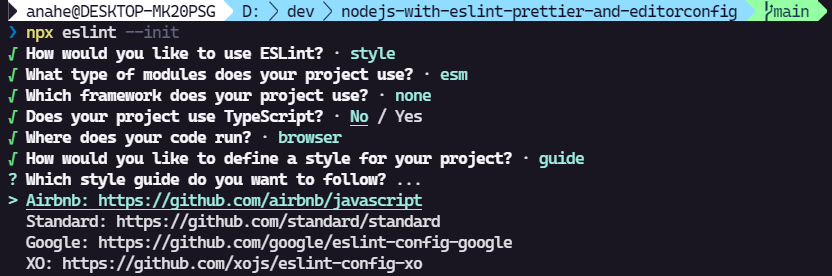 anahe@DESKTOP-MK20PSG D: dev nodejs-with-eslint-prettier-and-editorconfig main
❯ npx eslint --init
√ How would you like to use ESLint? · style
√ What type of modules does your project use? · esm
√ Which framework does your project use? · none
√ Does your project use TypeScript? · No / Yes
√ Where does your code run? · browser
√ How would you like to define a style for your project? · guide
? Which style guide do you want to follow? ...
> Airbnb: https://github.com/airbnb/javascript
Standard: https://github.com/standard/standard
Google: https://github.com/google/eslint-config-google
XO: https://github.com/xojs/eslint-config-xo